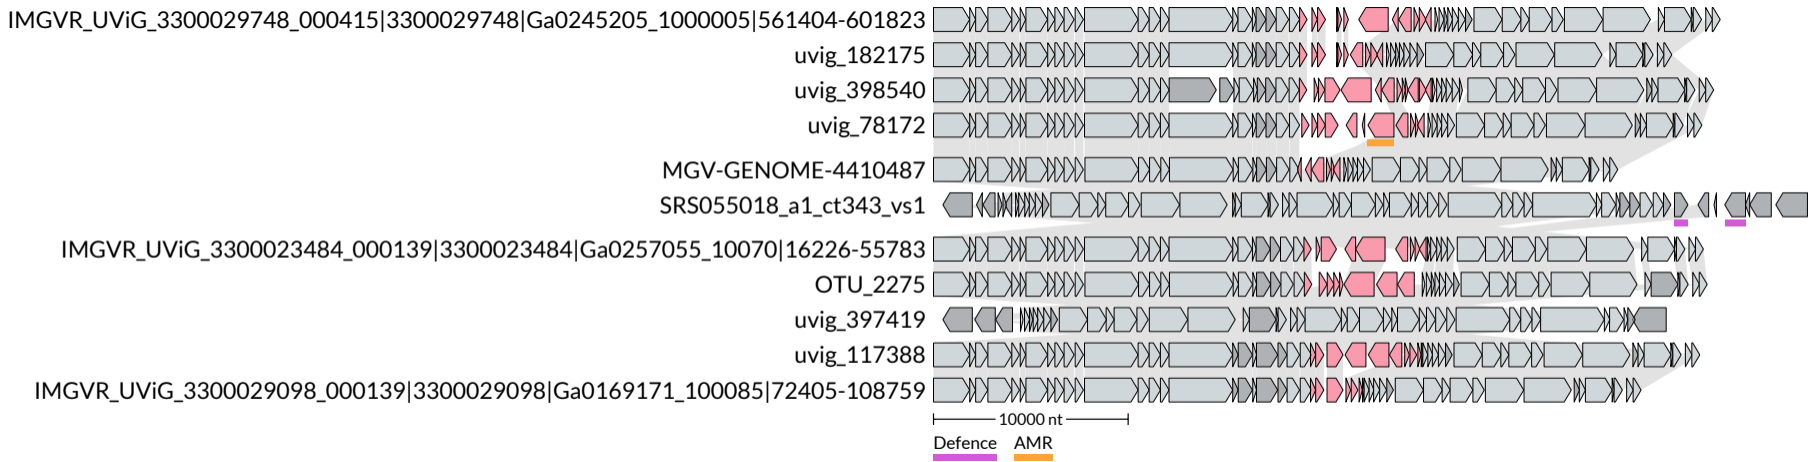 IMGVR_UViG_3300029748_000415|3300029748|Ga0245205_1000005|561404-601823
uvig_182175
uvig_398540
uvig_78172
MGV-GENOME-4410487
SRS055018_a1_ct343_vs1
IMGVR_UViG_3300023484_000139|3300023484|Ga0257055_10070|16226-55783
OTU_2275
uvig_397419
uvig_117388
IMGVR_UViG_3300029098_000139|3300029098|Ga0169171_100085|72405-108759
10000 nt
Defence AMR